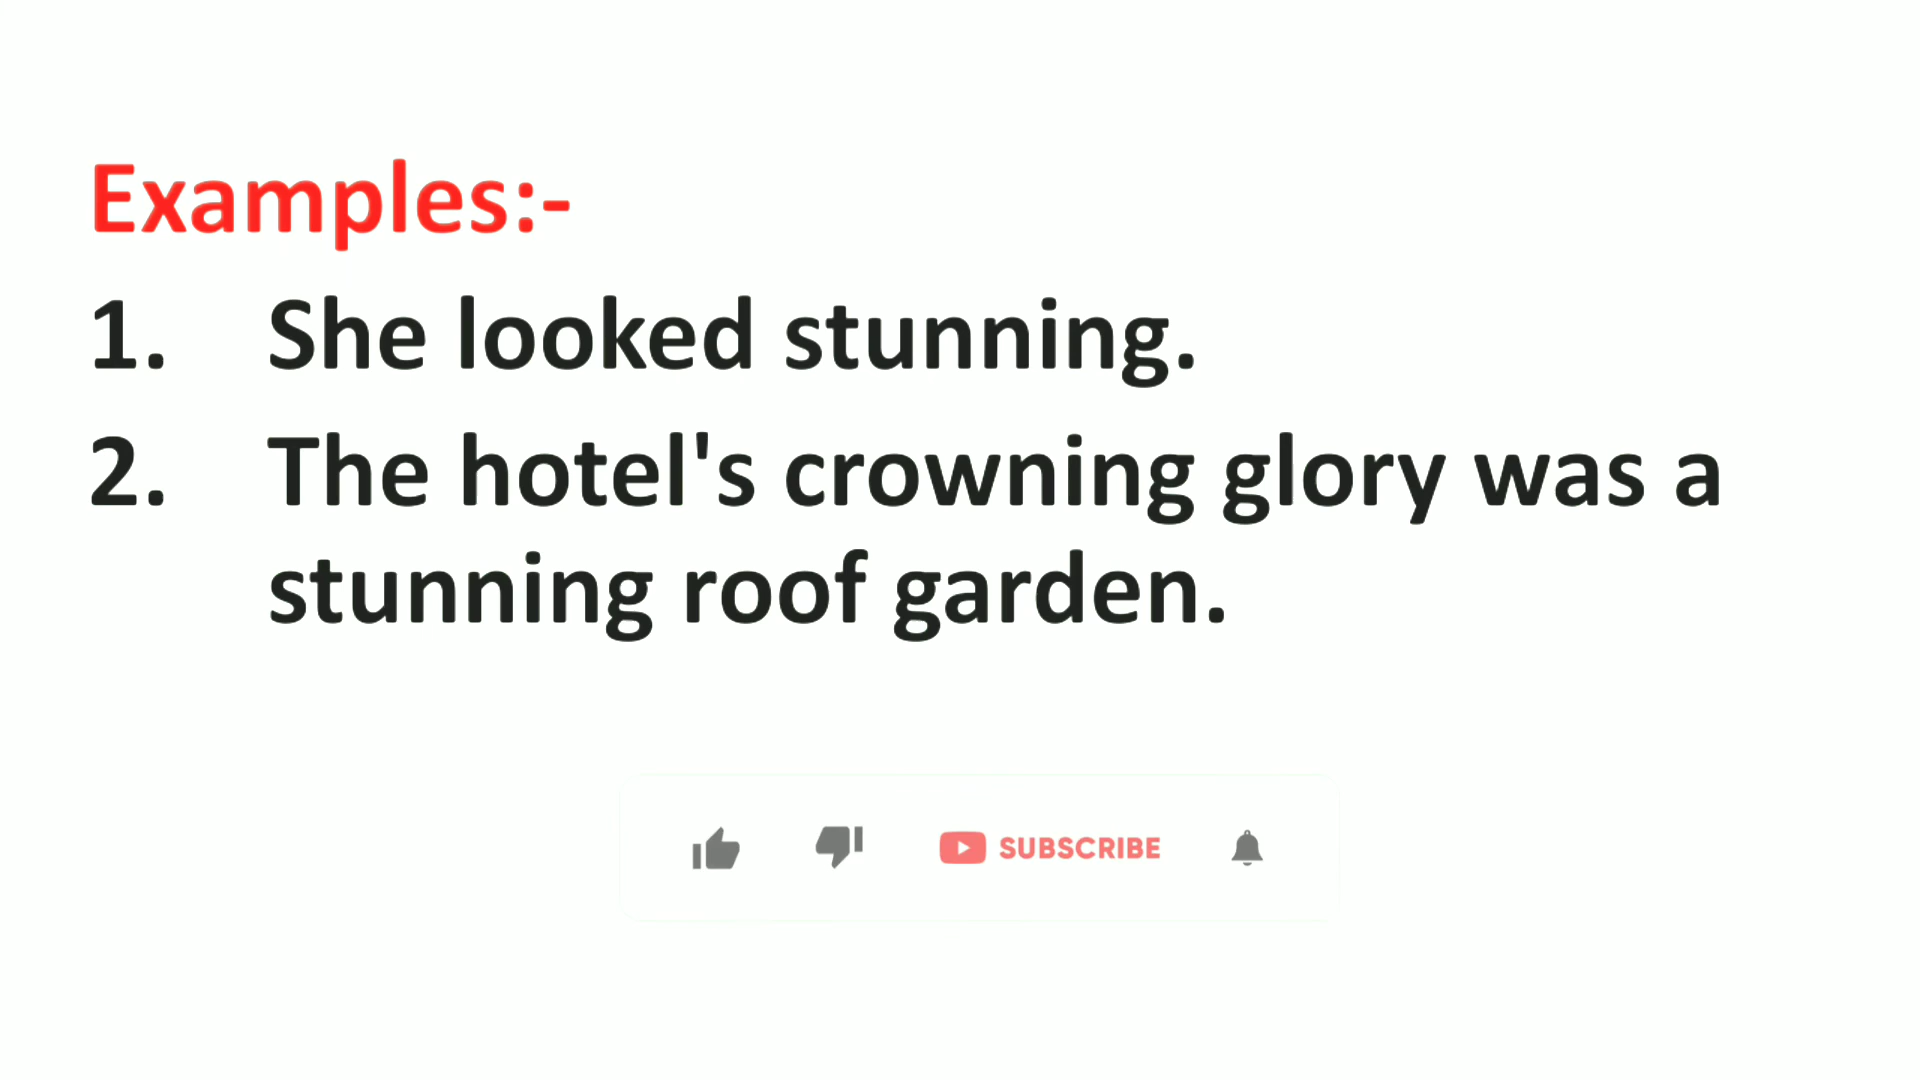 Examples:-
1. She looked stunning.
2. The hotel's crowning glory was a
stunning roof garden.
SUBSCRIBE